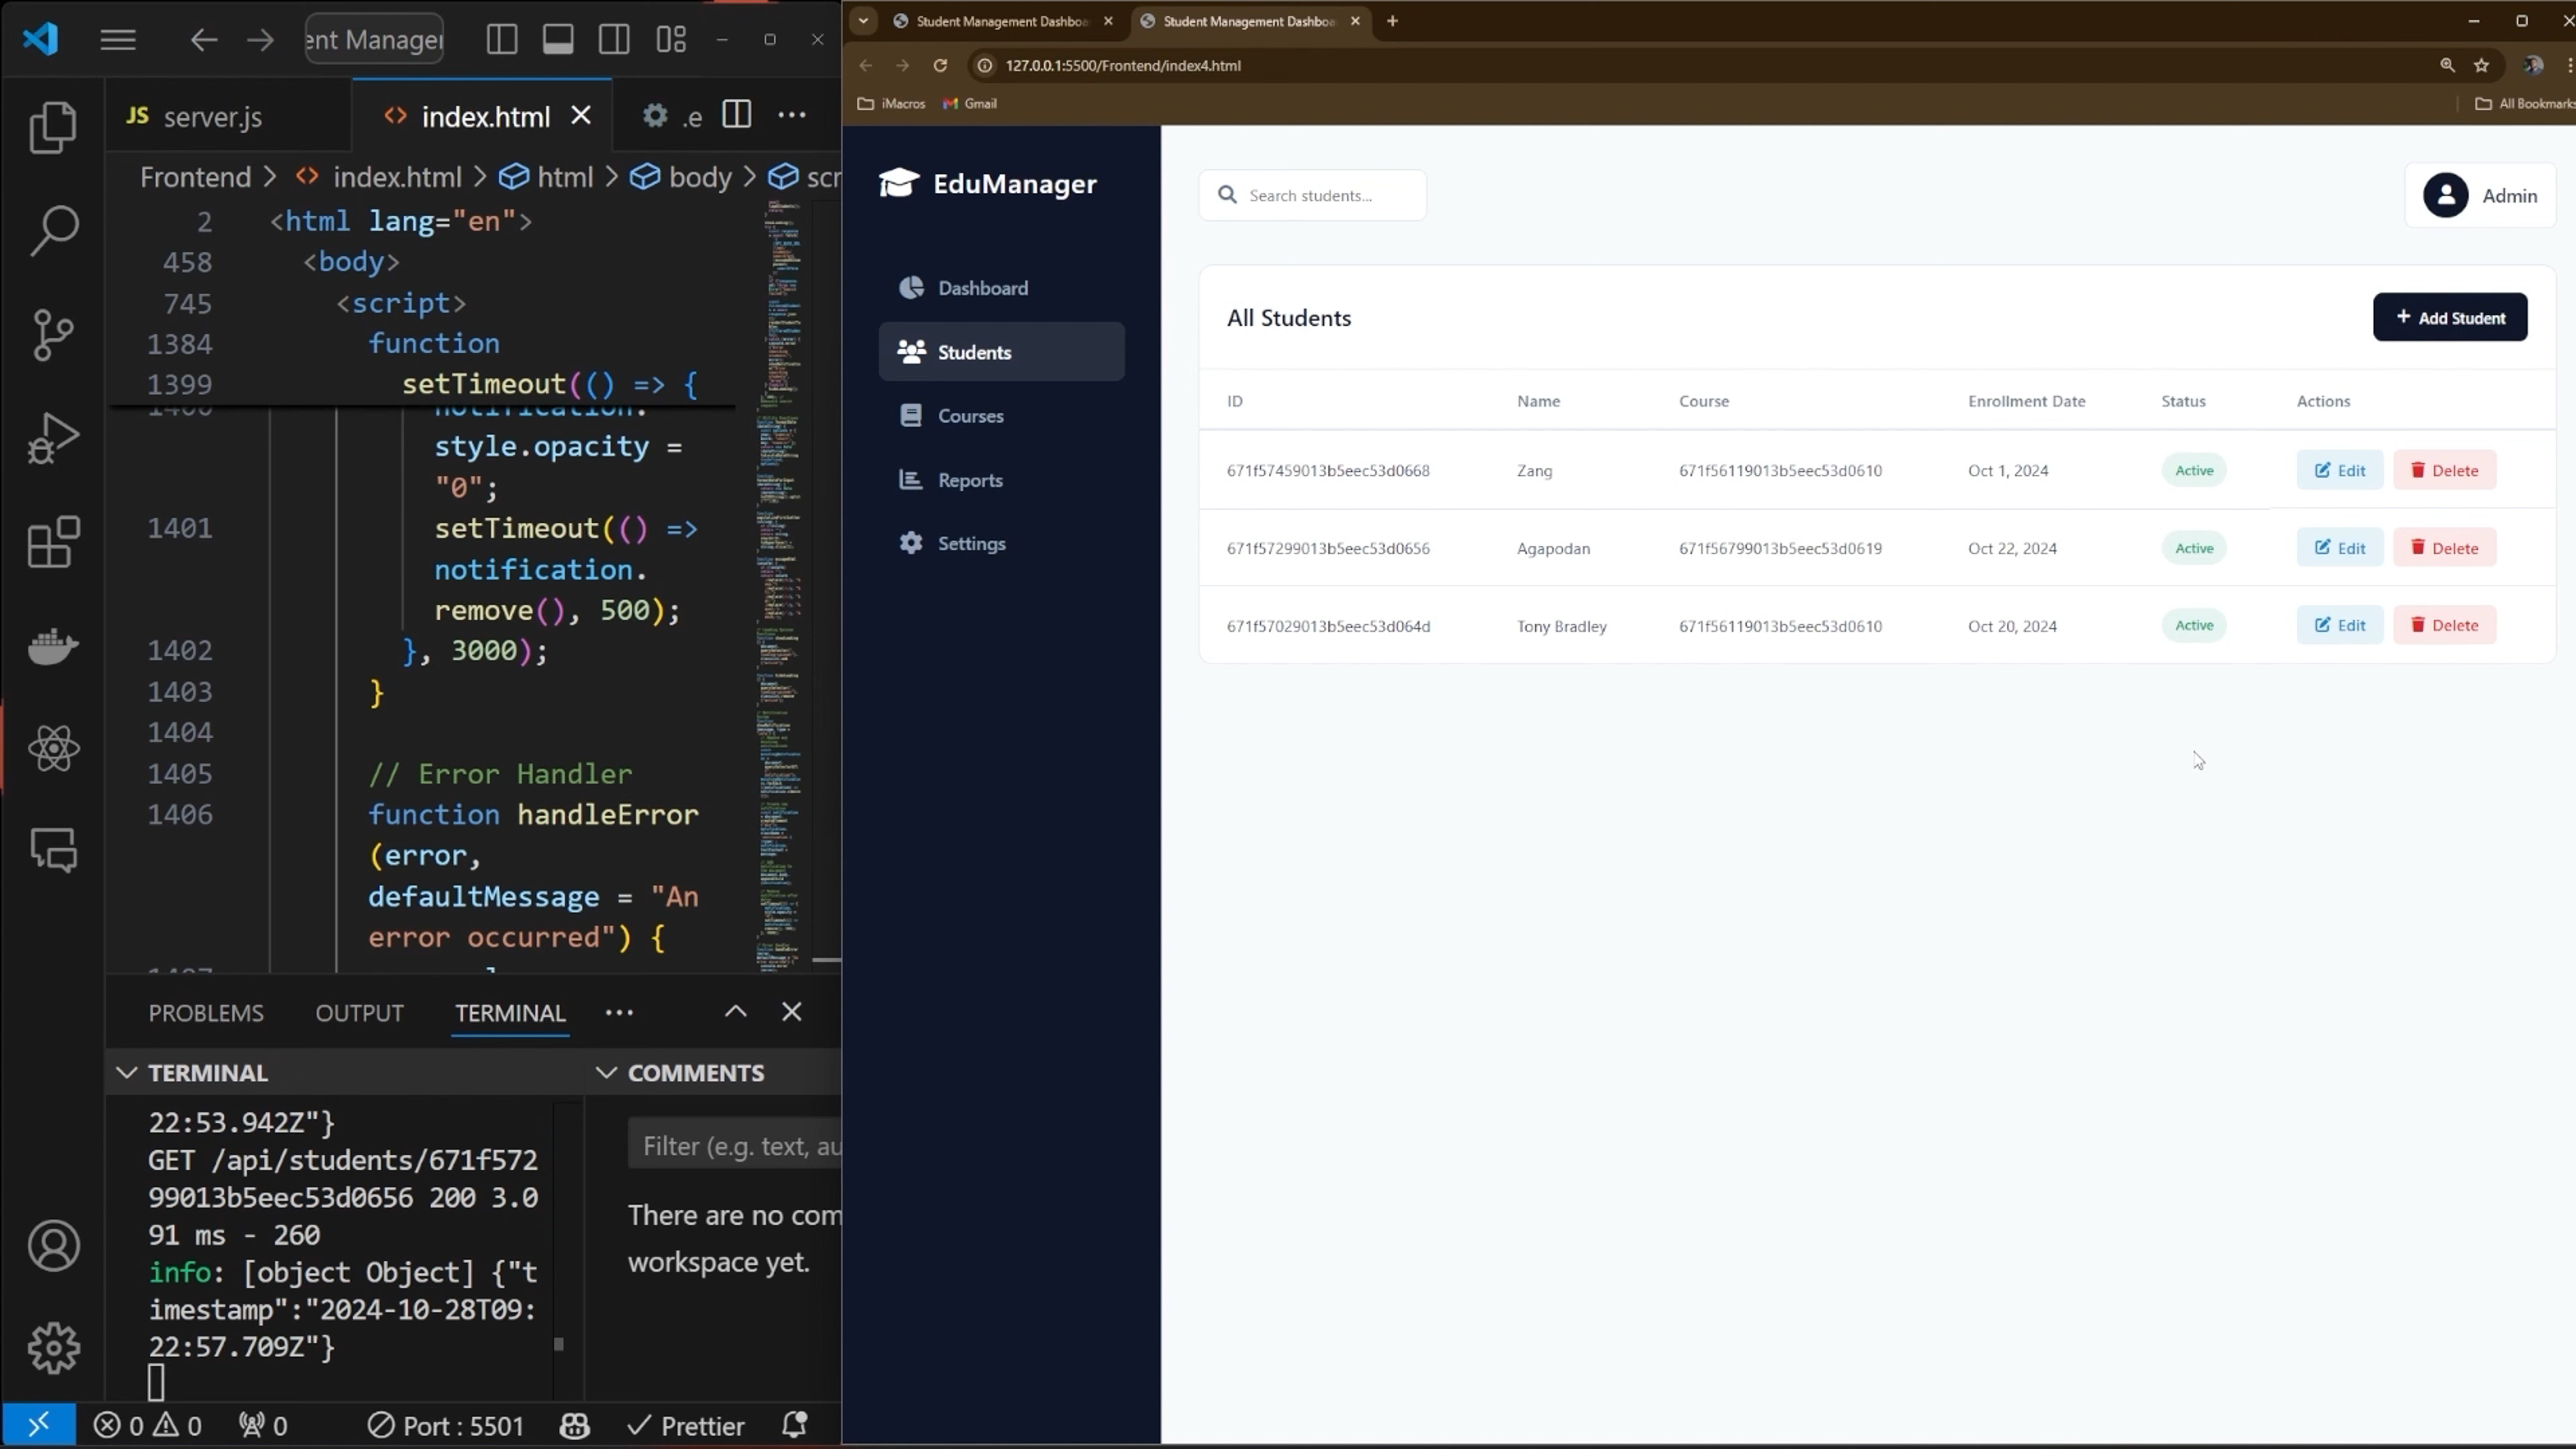 ent Manager
JS server.js
<> index.html
.e
Frontend > <> index.html > html > body > scr
2 <html lang="en">
458 <body>
745 <script>
1384 function
1399 setTimeout(() => {
1400 notification.
style.opacity =
"0";
1401 setTimeout(() =>
notification.
remove(), 500);
1402 }, 3000);
1403 }
1404
1405 // Error Handler
1406 function handleError
(error,
defaultMessage = "An
error occurred") {
1407
PROBLEMS OUTPUT TERMINAL
TERMINAL
22:53.942Z"}
GET /api/students/671f572
99013b5eec53d0656 200 3.0
91 ms - 260
info: [object Object] {"t
imestamp":"2024-10-28T09:
22:57.709Z"}
COMMENTS
Filter (e.g. text, au
There are no com
workspace yet.
0 0 0 Port : 5501 Prettier
Student Management Dashboa
Student Management Dashboa
127.0.0.1:5500/Frontend/index4.html
iMacros Gmail All Bookmarks
EduManager
Dashboard
Students
Courses
Reports
Settings
Search students...
Admin
All Students
+ Add Student
ID Name Course Enrollment Date Status Actions
671f57459013b5eec53d0668 Zang 671f56119013b5eec53d0610 Oct 1, 2024 Active Edit Delete
671f57299013b5eec53d0656 Agapodan 671f56799013b5eec53d0619 Oct 22, 2024 Active Edit Delete
671f57029013b5eec53d064d Tony Bradley 671f56119013b5eec53d0610 Oct 20, 2024 Active Edit Delete